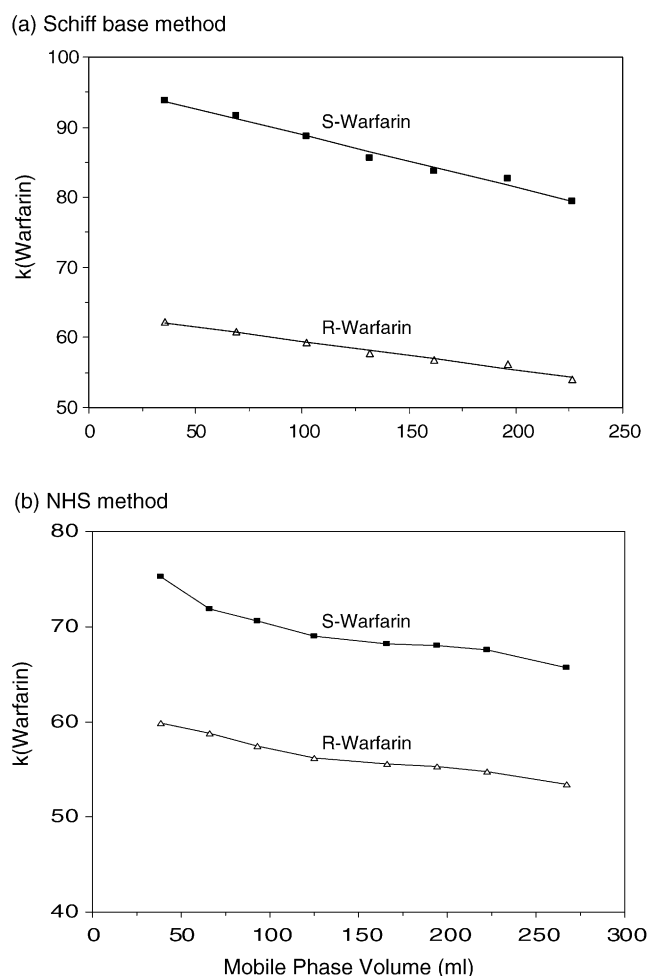 (a) Schiff base method
100
90
80
70
60
50
k(Warfarin)
S-Warfarin
R-Warfarin
0 50 100 150 200 250
(b) NHS method
80
70
60
50
40
k(Warfarin)
S-Warfarin
R-Warfarin
0 50 100 150 200 250 300
Mobile Phase Volume (ml)